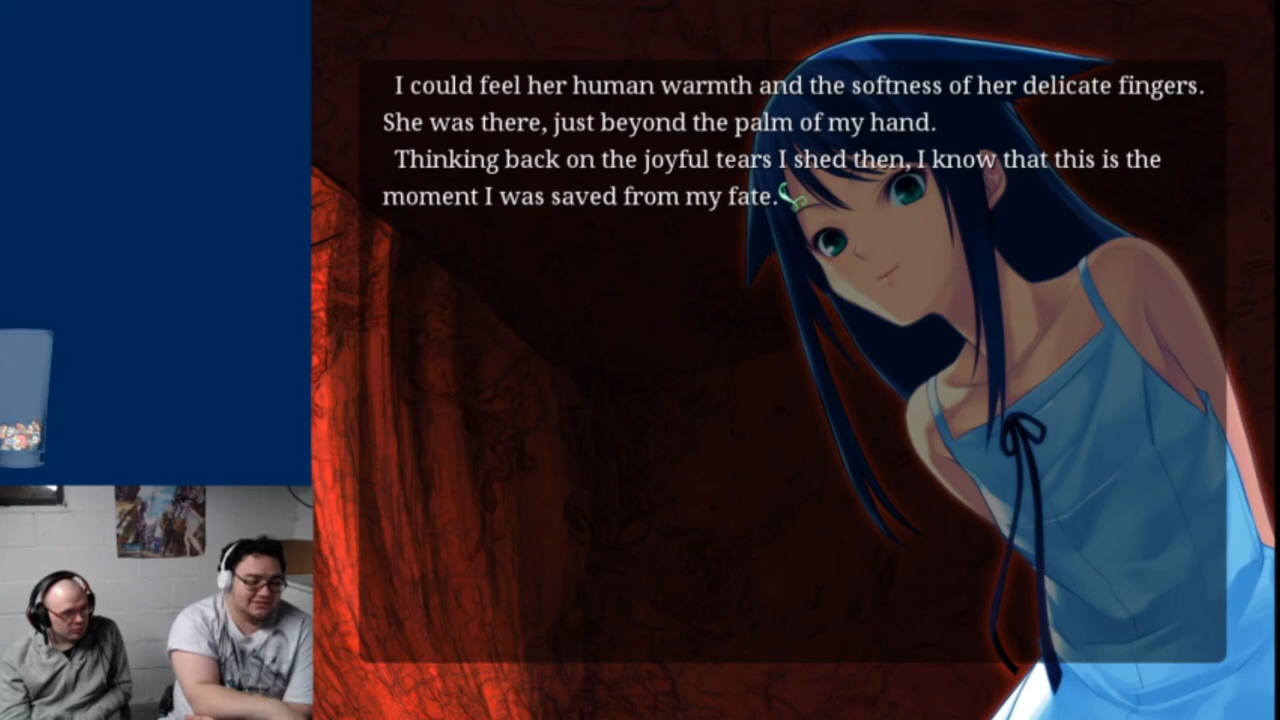 I could feel her human warmth and the softness of her delicate fingers.
She was there, just beyond the palm of my hand.
Thinking back on the joyful tears I shed then, I know that this is the
moment I was saved from my fate.